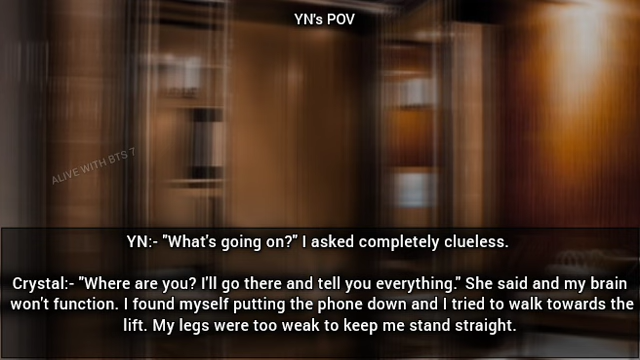 YN's POV
ALIVE WITH BTS 7
YN:- "What's going on?" I asked completely clueless.
Crystal:- "Where are you? I'll go there and tell you everything." She said and my brain
won't function. I found myself putting the phone down and I tried to walk towards the
lift. My legs were too weak to keep me stand straight.